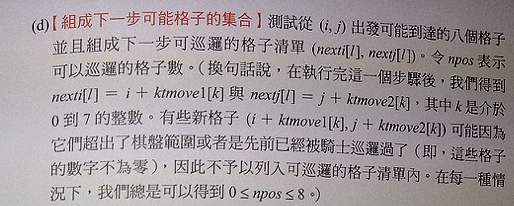 (d)【組成下一步可能格子的集合】測試從 (i, j) 出發可能到達的八個格子
並且組成下一步可巡邏的格子清單 (nexti[l], nextj[l])。令 npos 表示
可以巡邏的格子數。(換句話說，在執行完這一個步驟後，我們得到
nexti[l] = i + ktmove1[k] 與 nextj[l] = j + ktmove2[k]，其中 k 是介於
0 到 7 的整數。有些新格子 (i + ktmove1[k], j + ktmove2[k]) 可能因為
它們超出了棋盤範圍或者是先前已經被騎士巡邏過了 (即，這些格子
的數字不為零)，因此不予以列入可巡邏的格子清單內。在每一種情
況下，我們總是可以得到 0 ≤ npos ≤ 8。)